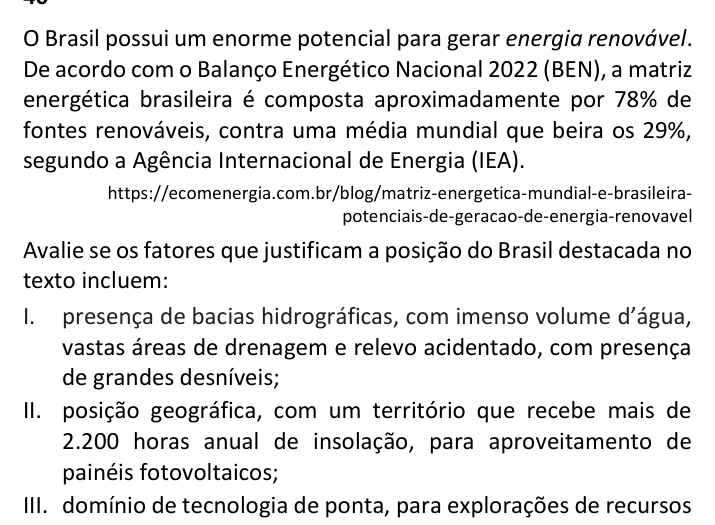 O Brasil possui um enorme potencial para gerar energia renovável.
De acordo com o Balanço Energético Nacional 2022 (BEN), a matriz
energética brasileira é composta aproximadamente por 78% de
fontes renováveis, contra uma média mundial que beira os 29%,
segundo a Agência Internacional de Energia (IEA).
https://ecomenergia.com.br/blog/matriz-energetica-mundial-e-brasileira-
potenciais-de-geracao-de-energia-renovavel
Avalie se os fatores que justificam a posição do Brasil destacada no
texto incluem:
I. presença de bacias hidrográficas, com imenso volume d’água,
vastas áreas de drenagem e relevo acidentado, com presença
de grandes desníveis;
II. posição geográfica, com um território que recebe mais de
2.200 horas anual de insolação, para aproveitamento de
painéis fotovoltaicos;
III. domínio de tecnologia de ponta, para explorações de recursos